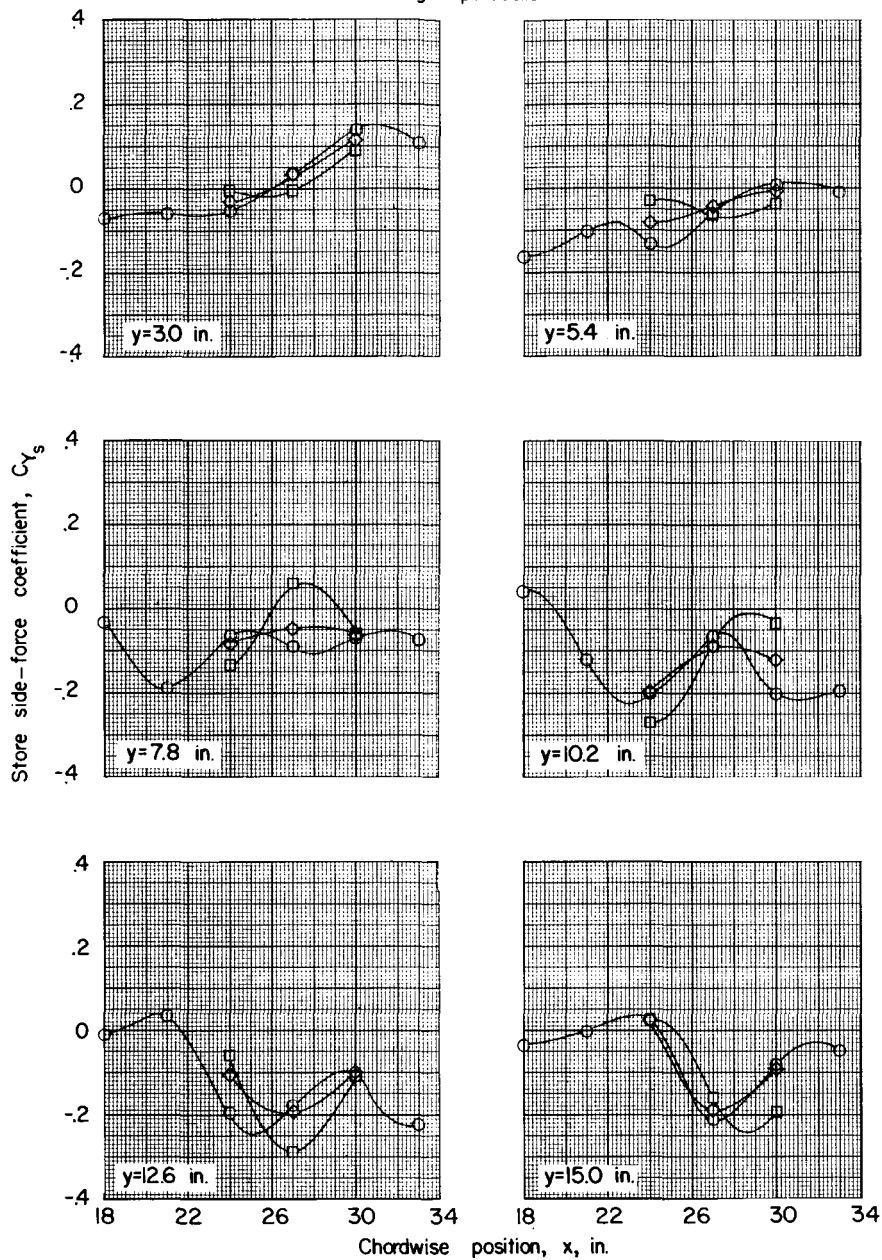 .4
.2
0
-.2
-.4
y=3.0 in.
y=5.4 in.
.4
.2
0
-.2
-.4
y=7.8 in.
y=10.2 in.
Store side-force coefficient, CYs
.4
.2
0
-.2
-.4
y=12.6 in.
y=15.0 in.
18 22 26 30 34 18 22 26 30 34
Chordwise position, x, in.